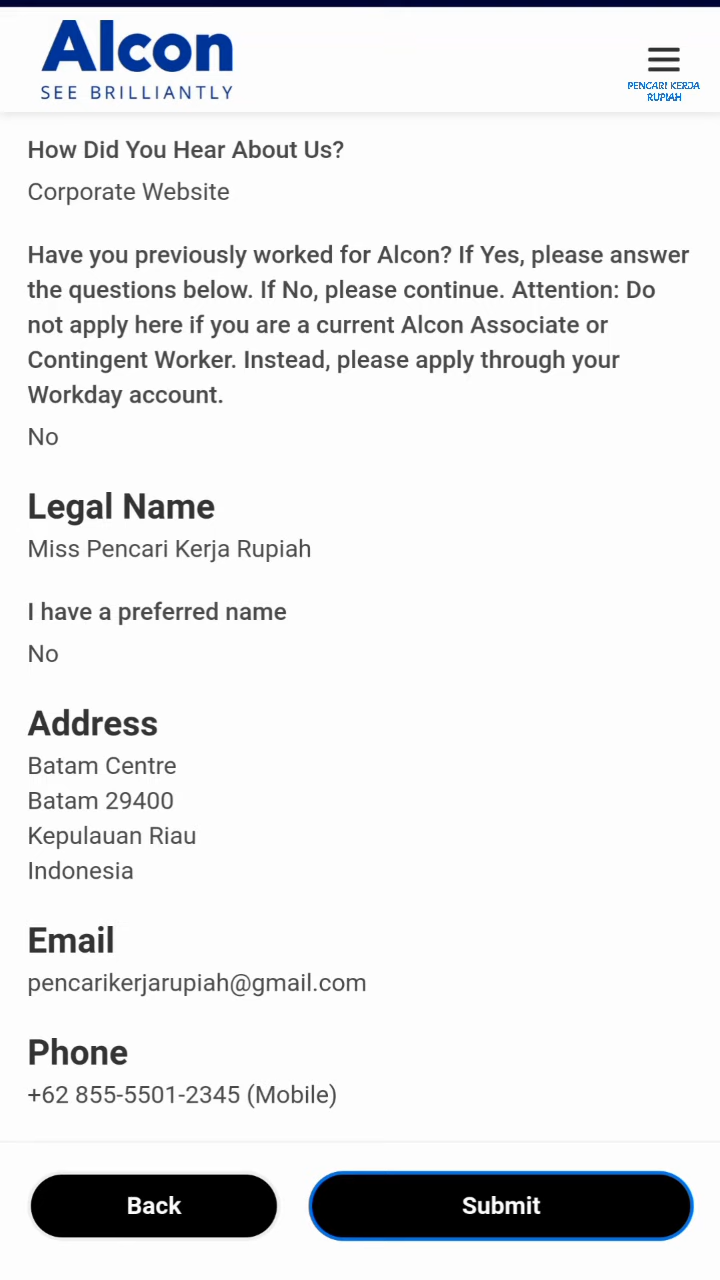 Alcon
SEE BRILLIANTLY
PENCARI KERJA
RUPIAH
How Did You Hear About Us?
Corporate Website
Have you previously worked for Alcon? If Yes, please answer
the questions below. If No, please continue. Attention: Do
not apply here if you are a current Alcon Associate or
Contingent Worker. Instead, please apply through your
Workday account.
No
Legal Name
Miss Pencari Kerja Rupiah
I have a preferred name
No
Address
Batam Centre
Batam 29400
Kepulauan Riau
Indonesia
Email
pencarikerjarupiah@gmail.com
Phone
+62 855-5501-2345 (Mobile)
Back
Submit